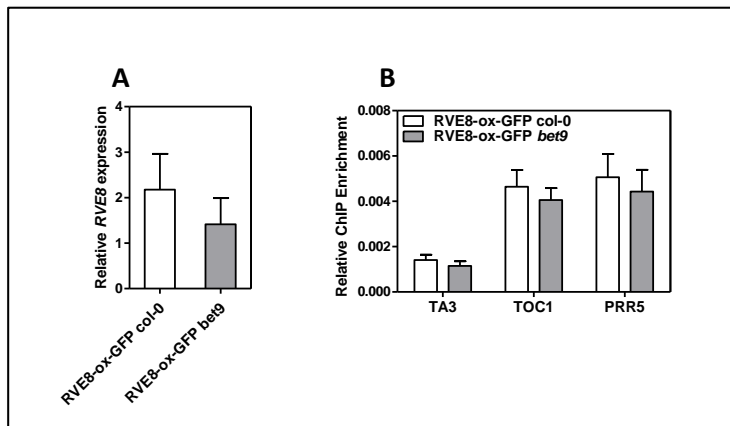 A
Relative RVE8 expression
4
3
2
1
0
RVE8-ox-GFP col-0
RVE8-ox-GFP bet9
B
Relative ChIP Enrichment
0.008
0.006
0.004
0.002
0.000
RVE8-ox-GFP col-0
RVE8-ox-GFP bet9
TA3
TOC1
PRR5